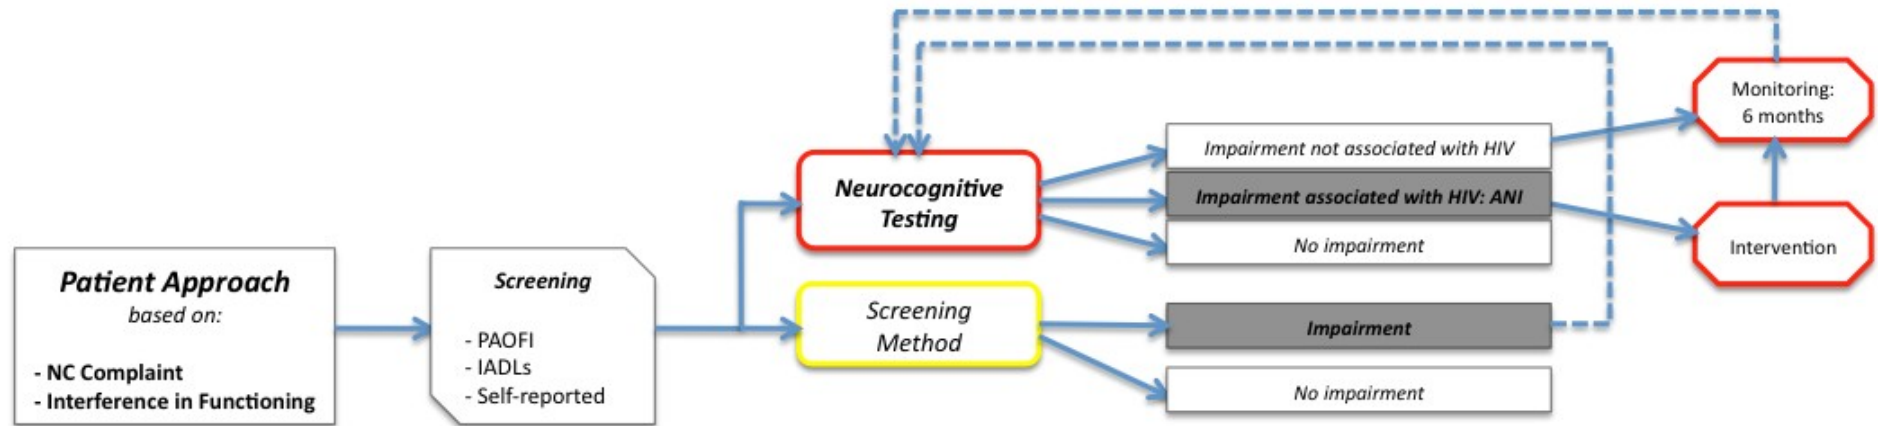 Patient Approach
based on:
- NC Complaint
- Interference in Functioning
Screening
- PAOFI
- IADLs
- Self-reported
Neurocognitive
Testing
Screening
Method
Impairment not associated with HIV
Impairment associated with HIV: ANI
No impairment
Impairment
No impairment
Monitoring:
6 months
Intervention